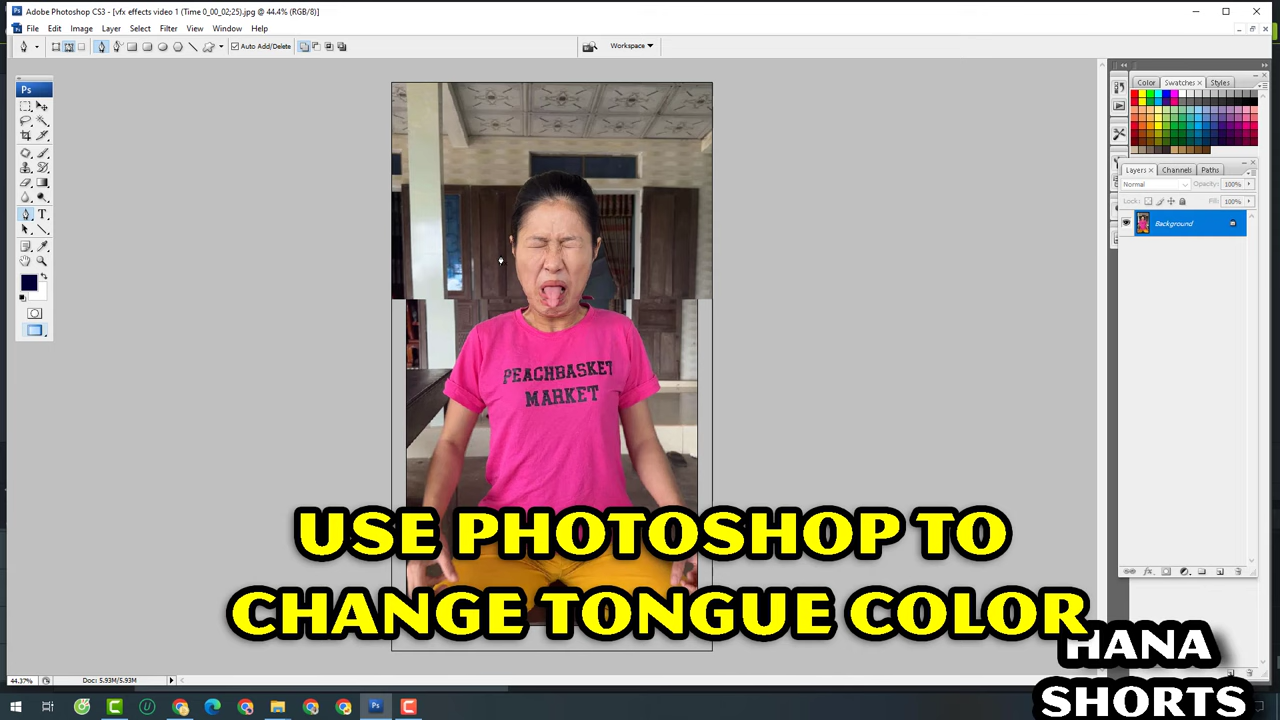 Adobe Photoshop CS3 - [vfx effects video 1 (Time 0_00_02;25).jpg @ 44.4% (RGB/8)]
File Edit Image Layer Select Filter View Window Help
Auto Add/Delete
Workspace
Ps
Color Swatches Styles
Layers Channels Paths
Normal Opacity: 100%
Lock: Fill: 100%
Background
PEACHBASKET
MARKET
USE PHOTOSHOP TO
CHANGE TONGUE COLOR
HANA
SHORTS
44.37% Doc: 5.93M/5.93M
Ps